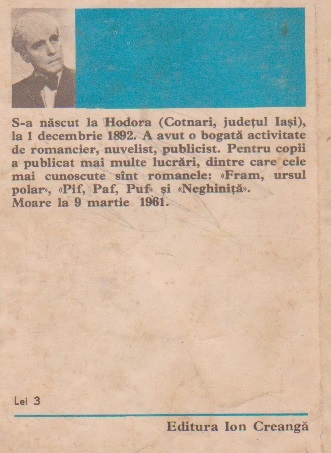 S-a născut la Hodora (Cotnari, județul Iași),
la 1 decembrie 1892. A avut o bogată activitate
de romancier, nuvelist, publicist. Pentru copii
a publicat mai multe lucrări, dintre care cele
mai cunoscute sînt romanele: «Fram, ursul
polar», «Pif, Paf, Puf» și «Neghiniță».
Moare la 9 martie 1961.
Lei 3
Editura Ion Creangă